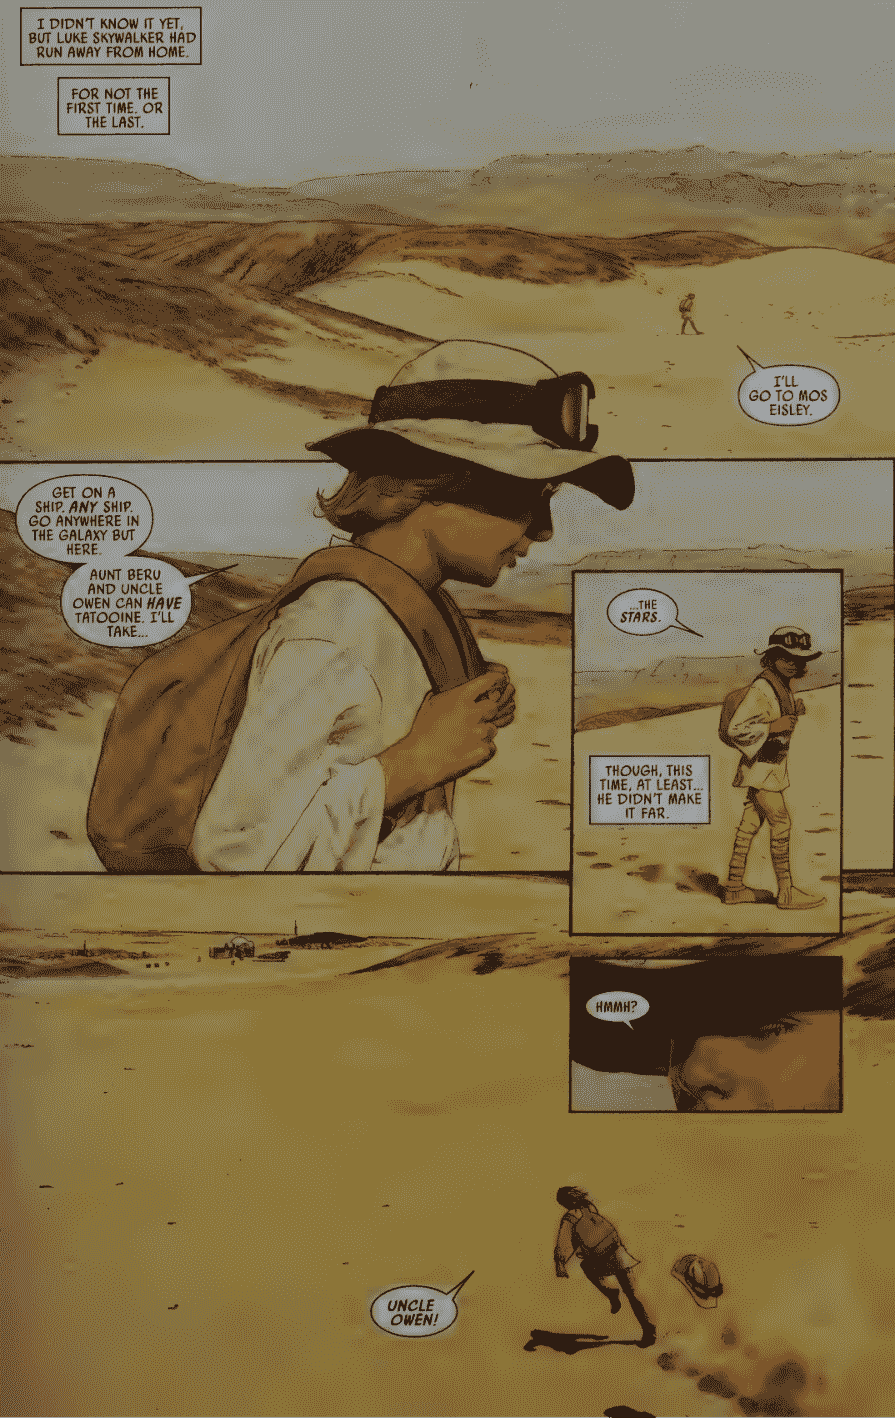 I DIDN'T KNOW IT YET,
BUT LUKE SKYWALKER HAD
RUN AWAY FROM HOME.
FOR NOT THE
FIRST TIME. OR
THE LAST.
I'LL
GO TO MOS
EISLEY.
GET ON A
SHIP. ANY SHIP.
GO ANYWHERE IN
THE GALAXY BUT
HERE.
AUNT BERU
AND UNCLE
OWEN CAN HAVE
TATOOINE. I'LL
TAKE...
...THE
STARS.
THOUGH, THIS
TIME, AT LEAST...
HE DIDN'T MAKE
IT FAR.
HMMH?
UNCLE
OWEN!